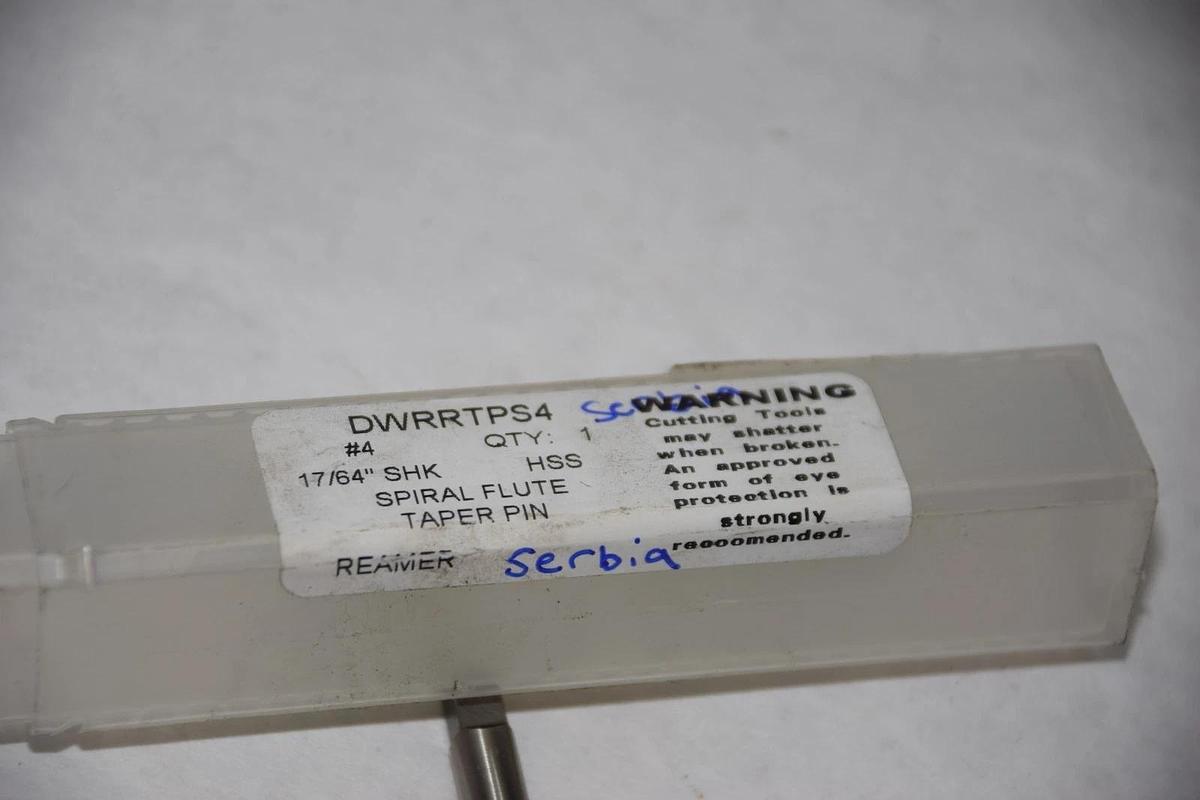 DWRRTPS4 Serbia
#4 QTY: 1
17/64" SHK HSS
SPIRAL FLUTE
TAPER PIN
REAMER serbia
WARNING
Cutting Tools
may shatter
when broken.
An approved
form of eye
protection is
strongly
recoomended.